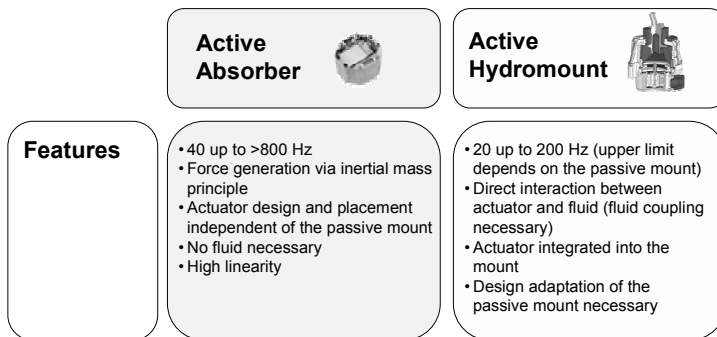 Active
Absorber
Active
Hydromount
Features
• 40 up to >800 Hz
• Force generation via inertial mass
principle
• Actuator design and placement
independent of the passive mount
• No fluid necessary
• High linearity
• 20 up to 200 Hz (upper limit
depends on the passive mount)
• Direct interaction between
actuator and fluid (fluid coupling
necessary)
• Actuator integrated into the
mount
• Design adaptation of the
passive mount necessary